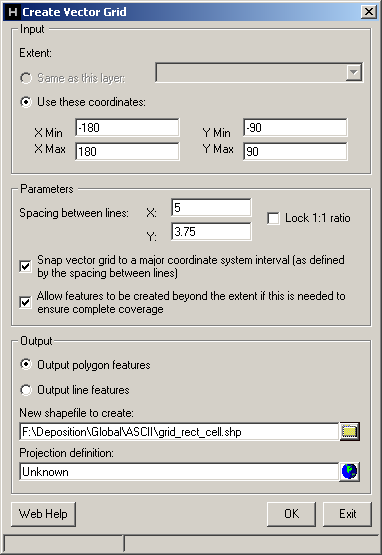 H Create Vector Grid
Input
Extent:
Same as this layer:
Use these coordinates:
X Min -180 Y Min -90
X Max 180 Y Max 90
Parameters
Spacing between lines: X: 5
Lock 1:1 ratio
Y: 3.75
Snap vector grid to a major coordinate system interval (as defined
by the spacing between lines)
Allow features to be created beyond the extent if this is needed to
ensure complete coverage
Output
Output polygon features
Output line features
New shapefile to create:
F:\Deposition\Global\ASCII\grid_rect_cell.shp
Projection definition:
Unknown
Web Help OK Exit